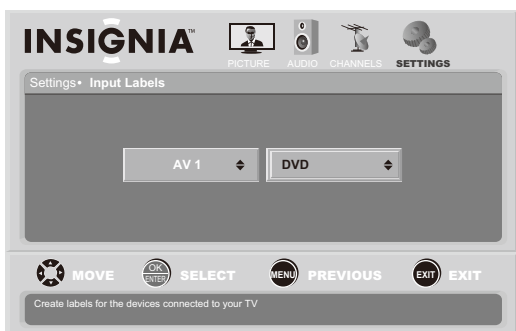 INSIGNIA
PICTURE AUDIO CHANNELS SETTINGS
Settings• Input Labels
AV 1 DVD
MOVE OK ENTER SELECT MENU PREVIOUS EXIT EXIT
Create labels for the devices connected to your TV